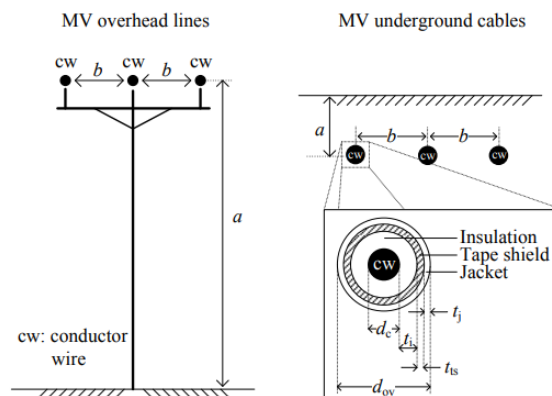 MV overhead lines
cw cw cw
b b
a
cw: conductor
wire
MV underground cables
a
b b
cw cw cw
Insulation
Tape shield
Jacket
cw
d_c
t_i
t_j
t_ts
d_ov